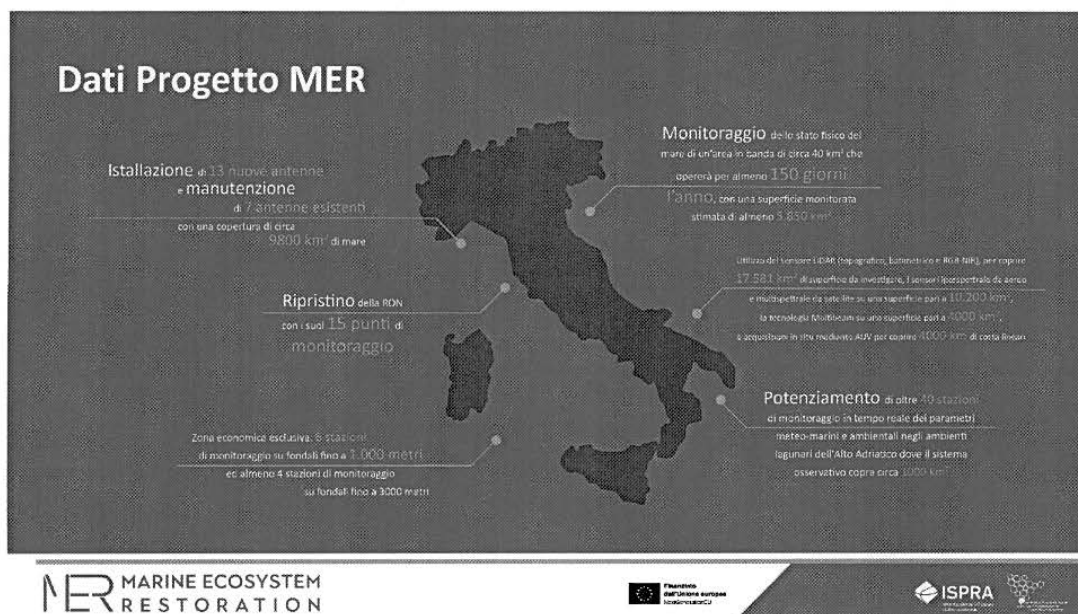 Dati Progetto MER
Istallazione di 13 nuove antenne
e manutenzione
di 7 antenne esistenti
con una copertura di circa
9800 km² di mare
Monitoraggio dello stato fisico del
mare di un'area in banda di circa 40 km² che
opererà per almeno 150 giorni
l'anno, con una superficie monitorata
stimata di almeno 5.850 km²
Ripristino della RON
con i suoi 15 punti di
monitoraggio
Utilizzo del sensore LiDAR (topografico, batimetrico e RGB-NIR), per coprire
17.581 km² di superficie da investigare, i sensori iperspettrale da aereo
e multispettrale da satellite su una superficie pari a 10.200 km²,
la tecnologia Multibeam su una superficie pari a 4000 km²,
e acquisizioni in situ mediante AUV per coprire 4000 km di costa lineari
Zona economica esclusiva: 6 stazioni
di monitoraggio su fondali fino a 1.000 metri
ed almeno 4 stazioni di monitoraggio
su fondali fino a 3000 metri
Potenziamento di oltre 40 stazioni
di monitoraggio in tempo reale dei parametri
meteo-marini e ambientali negli ambienti
lagunari dell'Alto Adriatico dove il sistema
osservativo copre circa 1000 km²
MER MARINE ECOSYSTEM
RESTORATION
Finanziato
dall'Unione europea
NextGenerationEU
ISPRA